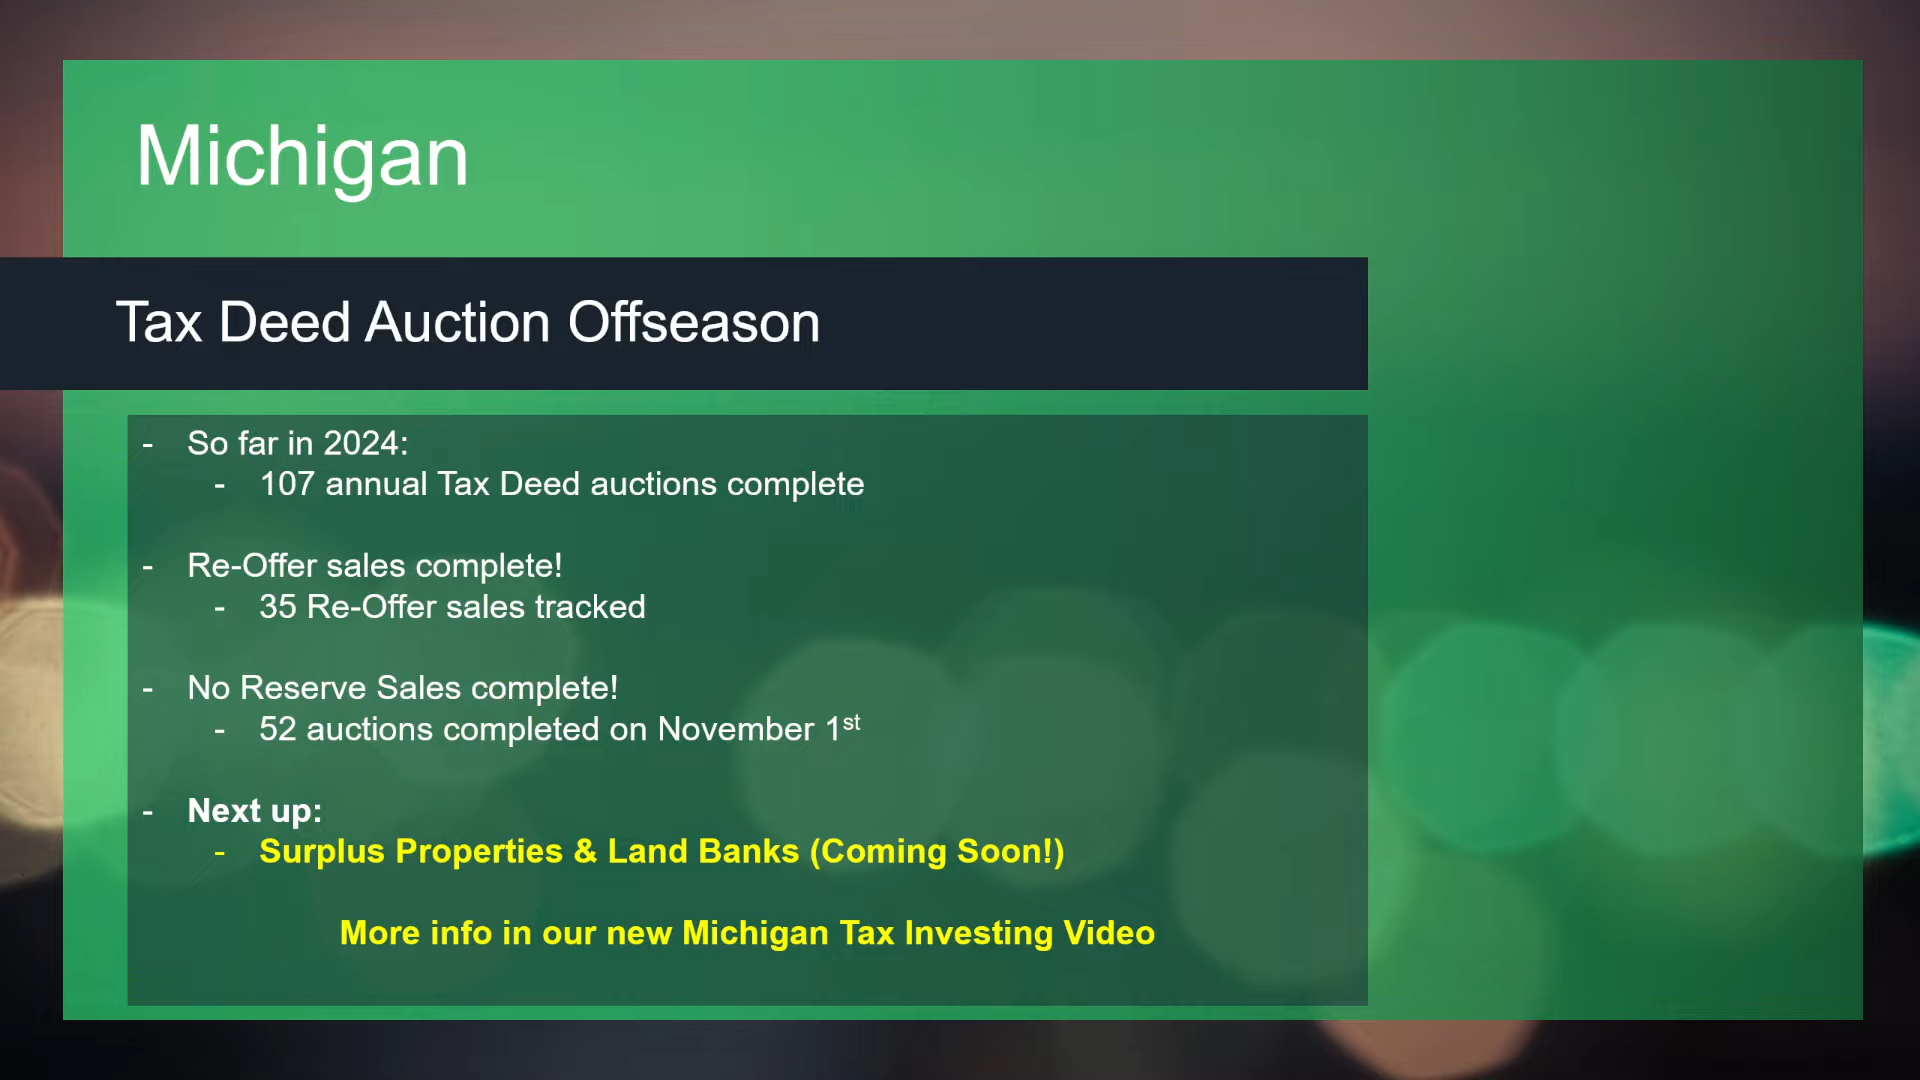 Michigan
Tax Deed Auction Offseason
- So far in 2024:
- 107 annual Tax Deed auctions complete
- Re-Offer sales complete!
- 35 Re-Offer sales tracked
- No Reserve Sales complete!
- 52 auctions completed on November 1st
- Next up:
- Surplus Properties & Land Banks (Coming Soon!)
More info in our new Michigan Tax Investing Video